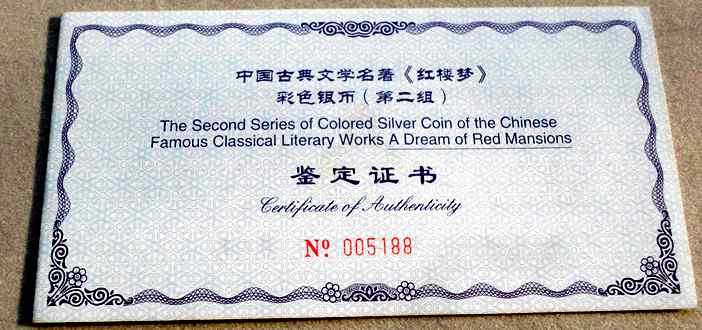 中国古典文学名著《红楼梦》
彩色银币（第二组）
The Second Series of Colored Silver Coin of the Chinese
Famous Classical Literary Works A Dream of Red Mansions
鉴定证书
Certificate of Authenticity
Nº 005188